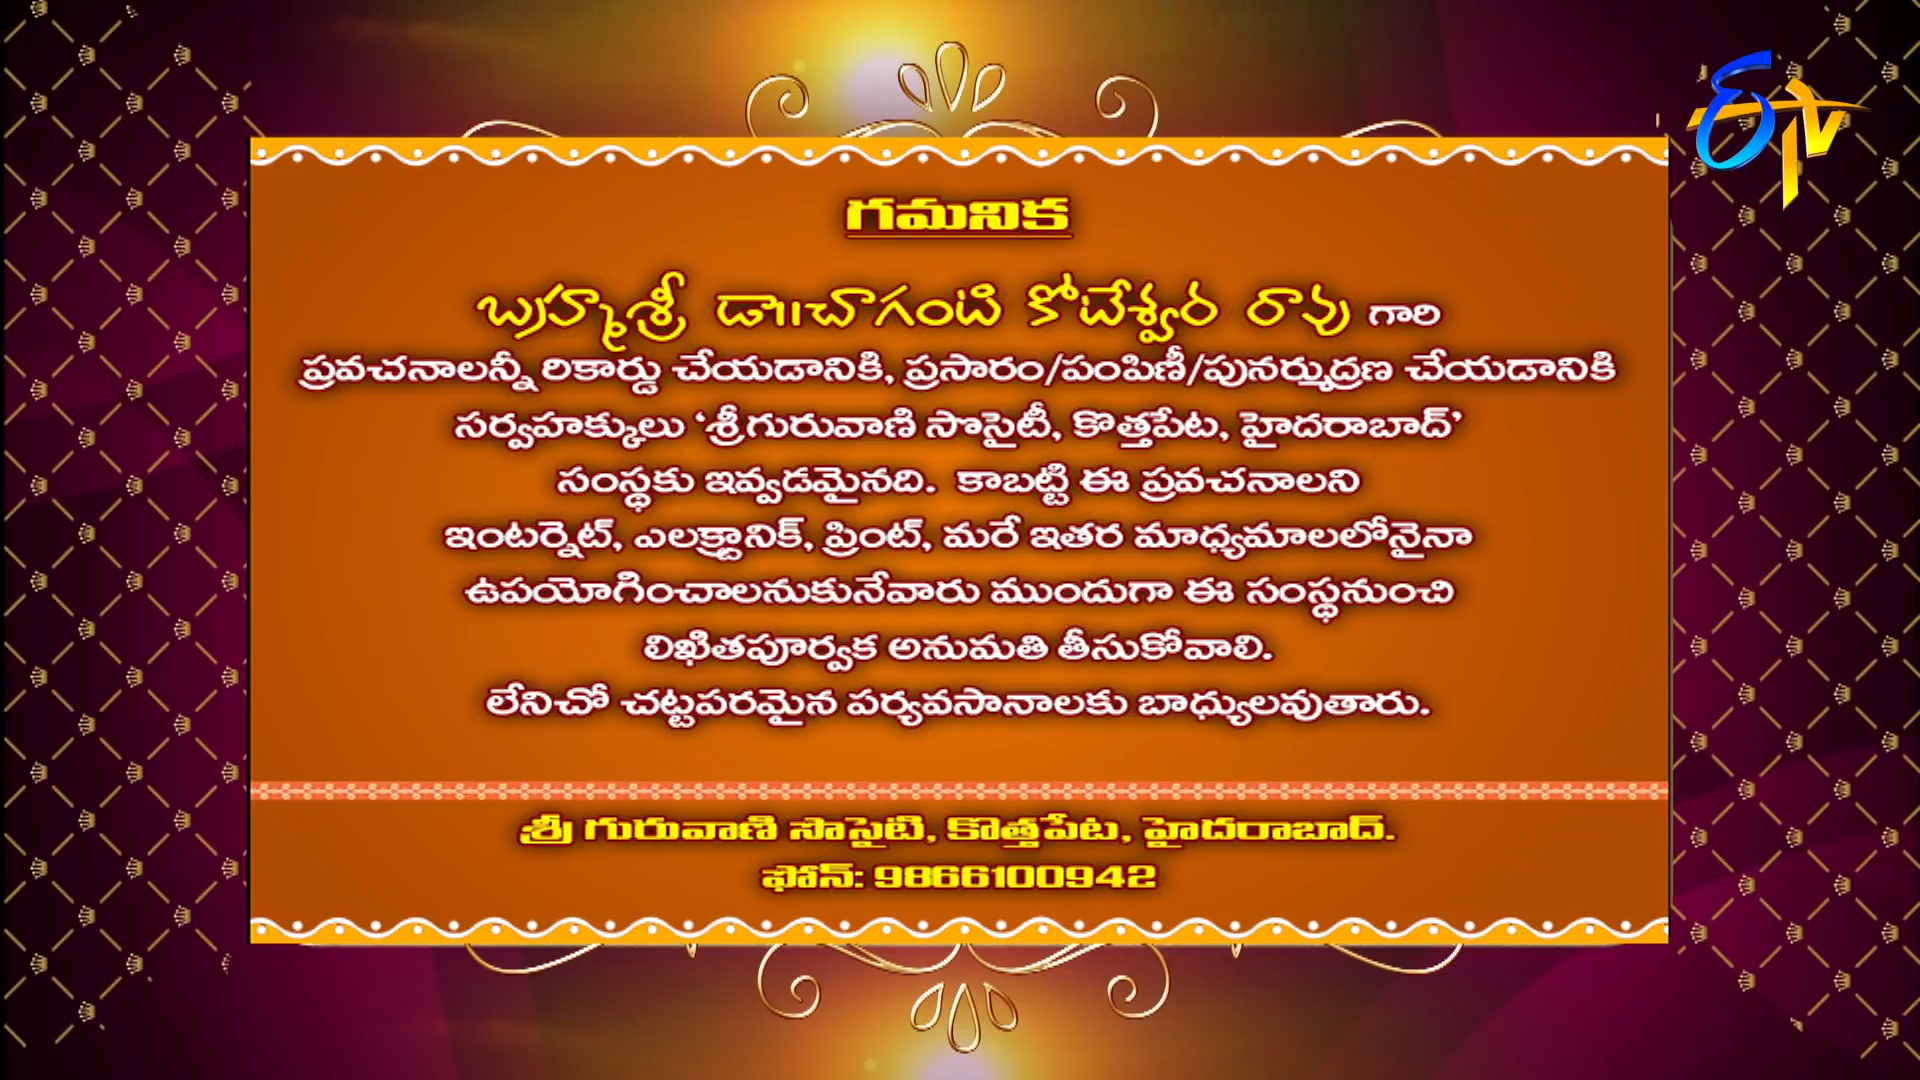 ఈtv
గమనిక
బ్రహ్మశ్రీ డా||చాగంటి కోటేశ్వర రావు గారి
ప్రవచనాలన్నీ రికార్డు చేయడానికి, ప్రసారం/పంపిణీ/పునర్ముద్రణ చేయడానికి
సర్వహక్కులు ‘శ్రీగురువాణి సొసైటీ, కొత్తపేట, హైదరాబాద్’
సంస్థకు ఇవ్వడమైనది. కాబట్టి ఈ ప్రవచనాలని
ఇంటర్నెట్, ఎలక్ట్రానిక్, ప్రింట్, మరే ఇతర మాధ్యమాలలోనైనా
ఉపయోగించాలనుకునేవారు ముందుగా ఈ సంస్థనుంచి
లిఖితపూర్వక అనుమతి తీసుకోవాలి.
లేనిచో చట్టపరమైన పర్యవసానాలకు బాధ్యులవుతారు.
శ్రీ గురువాణి సొసైటి, కొత్తపేట, హైదరాబాద్.
ఫోన్: 9866100942